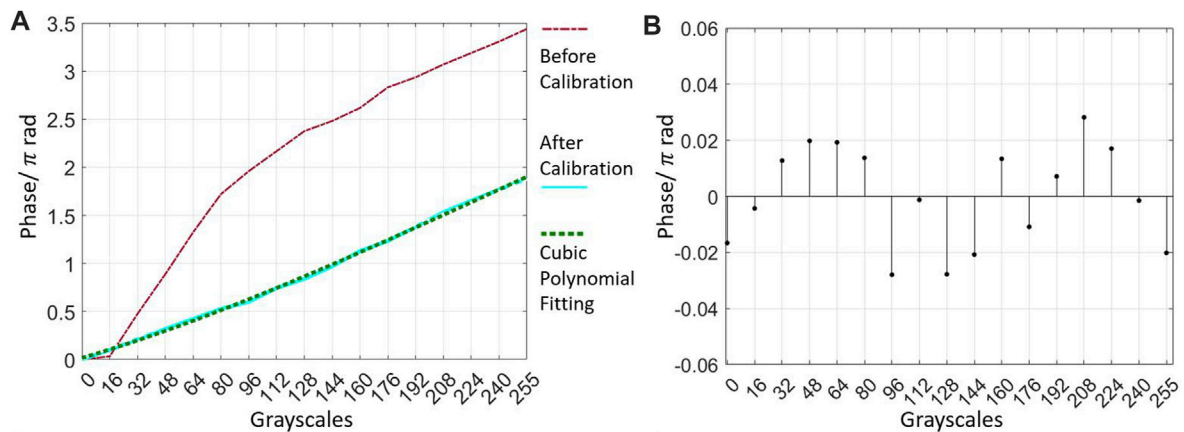 A
3.5
3
2.5
2
1.5
1
0.5
0
Phase/ π rad
0 16 32 48 64 80 96 112 128 144 160 176 192 208 224 240 255
Grayscales
Before
Calibration
After
Calibration
Cubic
Polynomial
Fitting
B
0.06
0.04
0.02
0
-0.02
-0.04
-0.06
Phase/ π rad
0 16 32 48 64 80 96 112 128 144 160 176 192 208 224 240 255
Grayscales